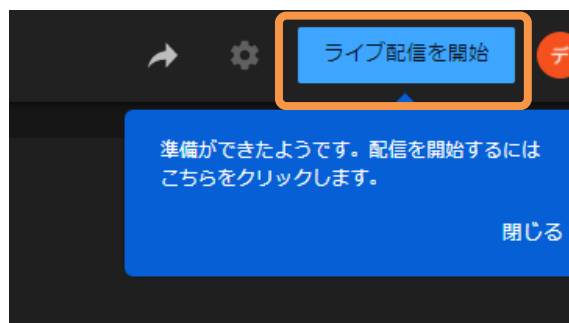 ライブ配信を開始
デ
準備ができたようです。配信を開始するには
こちらをクリックします。
閉じる